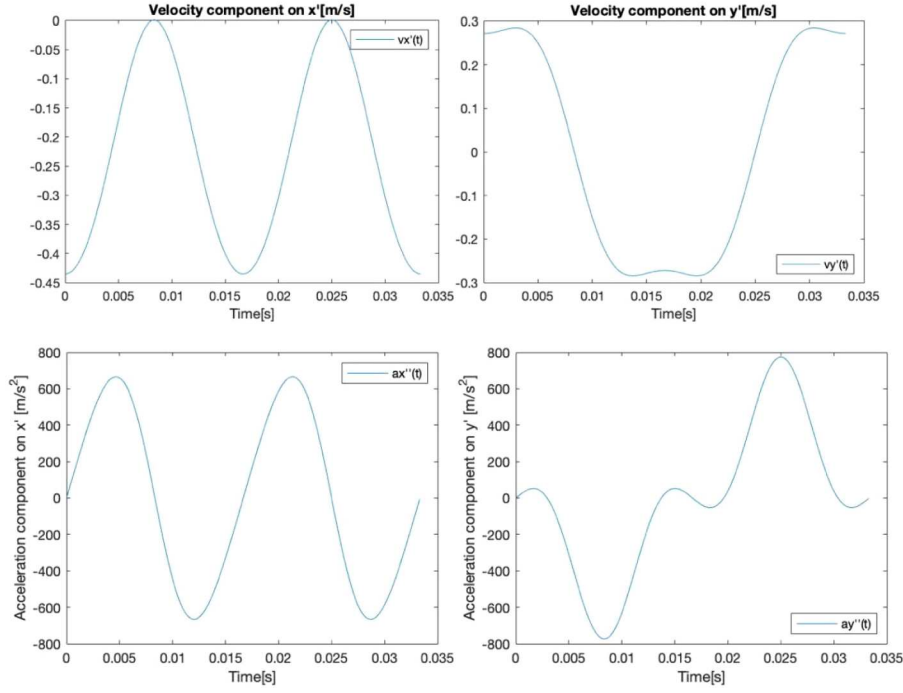 Velocity component on x'[m/s]
0
-0.05
-0.1
-0.15
-0.2
-0.25
-0.3
-0.35
-0.4
-0.45
vx'(t)
0 0.005 0.01 0.015 0.02 0.025 0.03 0.035
Time[s]
Velocity component on y'[m/s]
0.3
0.2
0.1
0
-0.1
-0.2
-0.3
vy'(t)
0 0.005 0.01 0.015 0.02 0.025 0.03 0.035
Time[s]
Acceleration component on x' [m/s²]
800
600
400
200
0
-200
-400
-600
-800
ax''(t)
0 0.005 0.01 0.015 0.02 0.025 0.03 0.035
Time[s]
Acceleration component on y' [m/s²]
800
600
400
200
0
-200
-400
-600
-800
ay''(t)
0 0.005 0.01 0.015 0.02 0.025 0.03 0.035
Time[s]